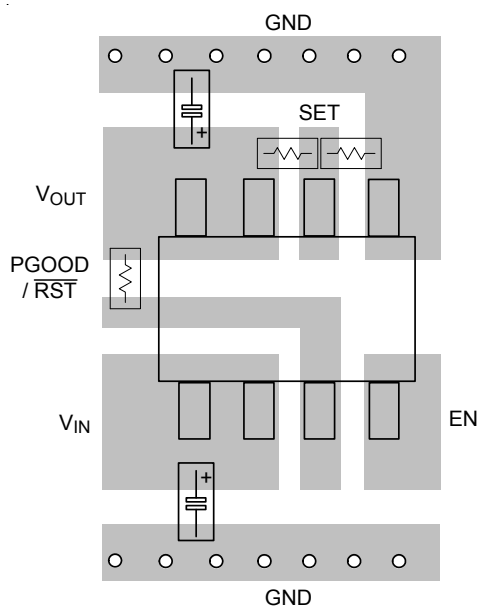 GND
+
SET
VOUT
PGOOD
/ RST
VIN
EN
+
GND